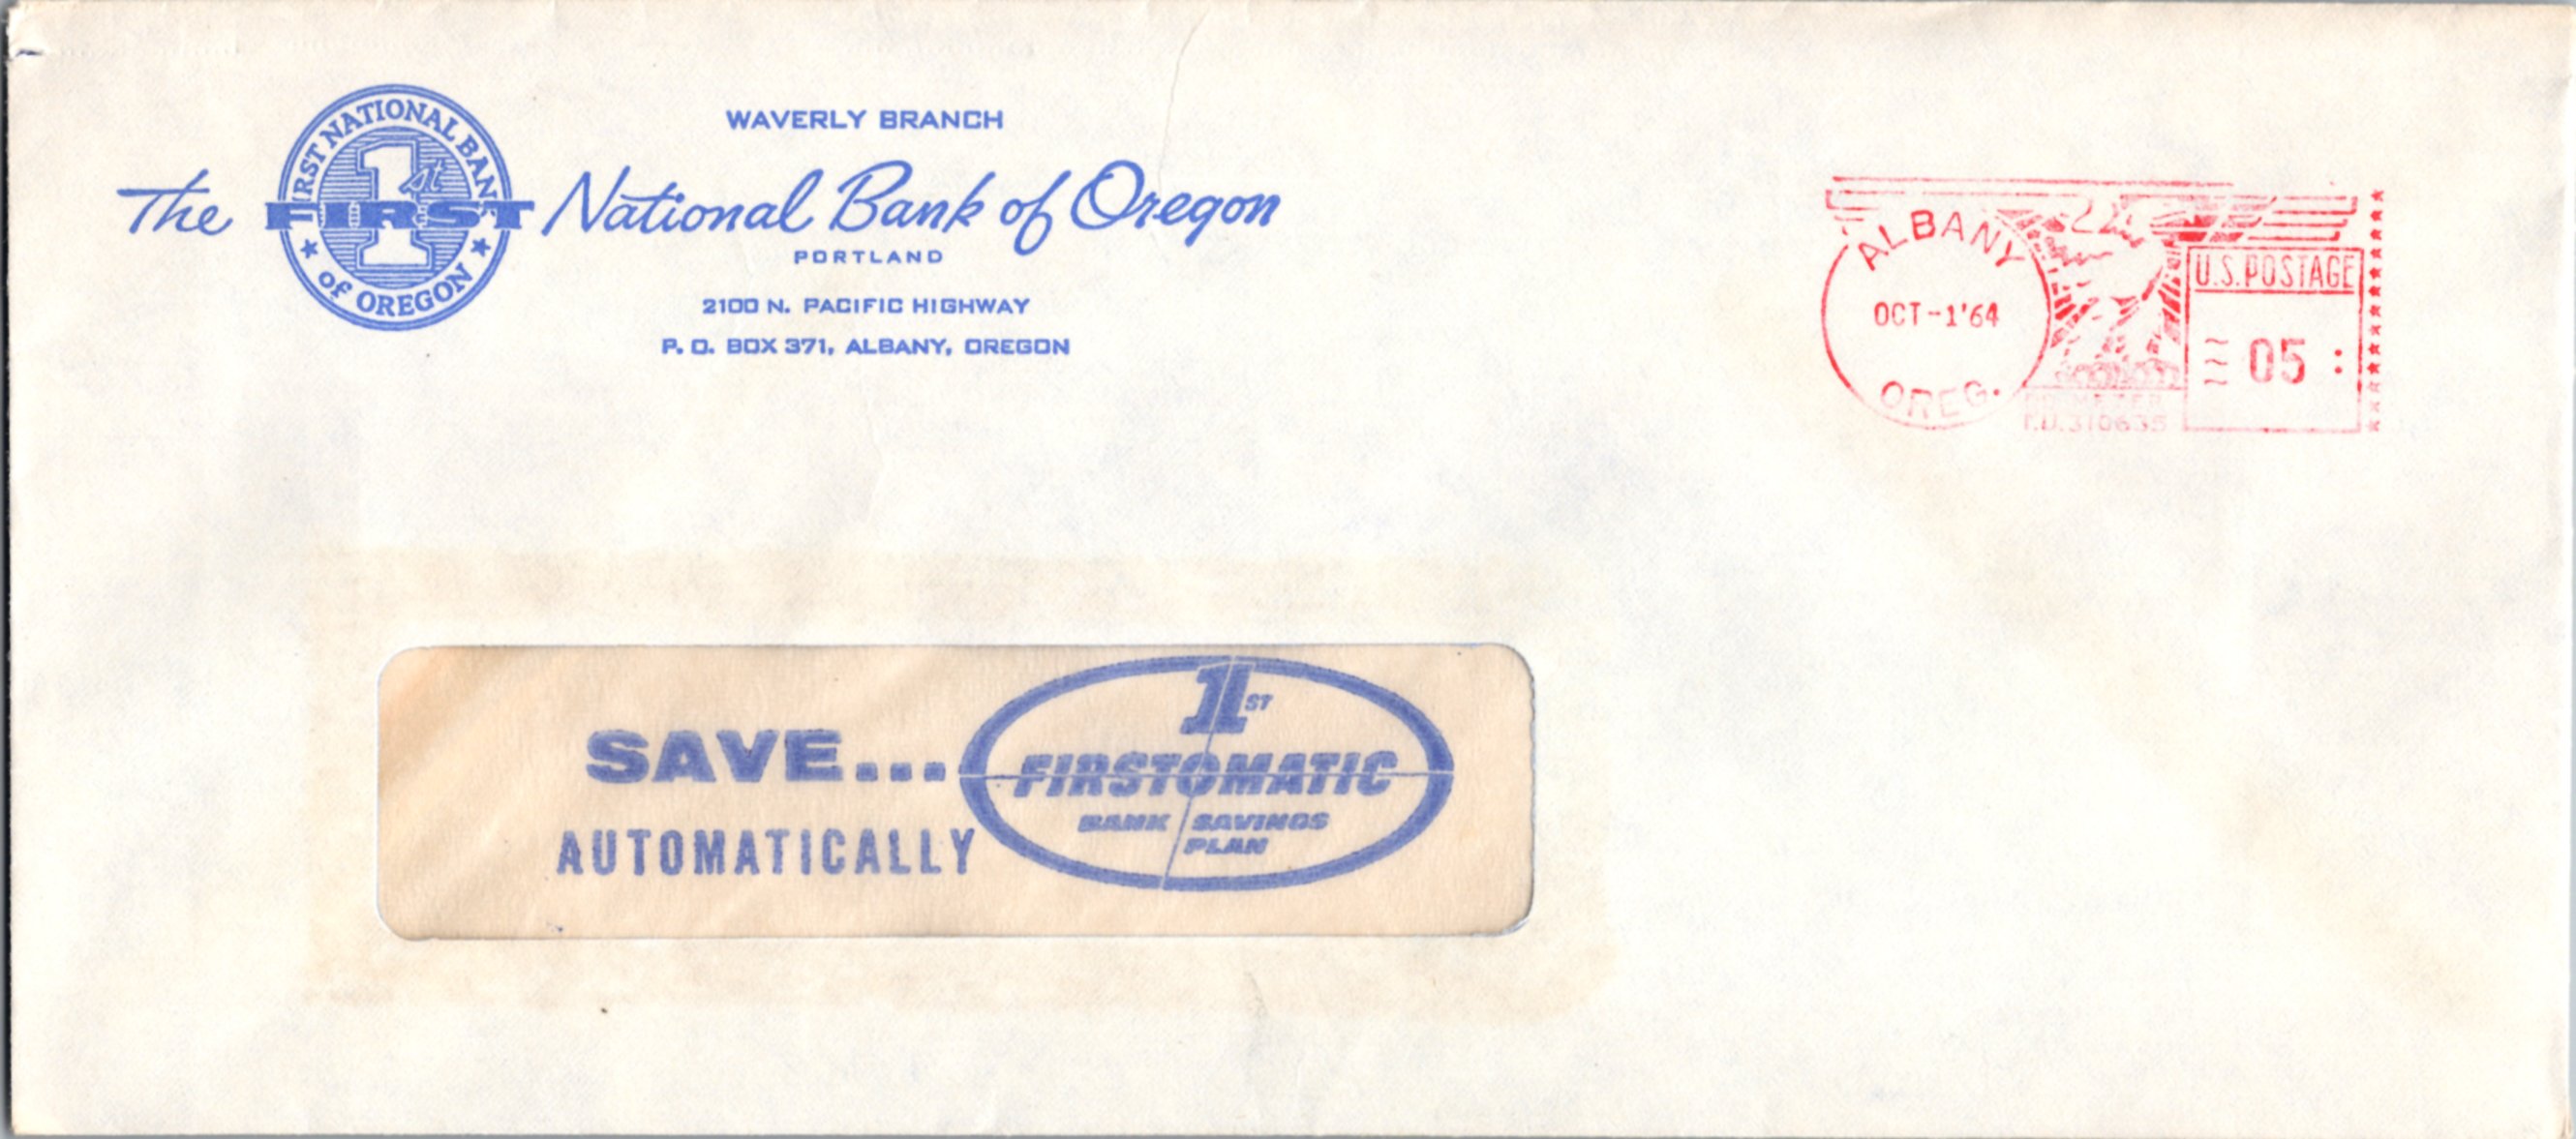 WAVERLY BRANCH
The FIRST National Bank of Oregon
FIRST NATIONAL BANK
1st
of OREGON
PORTLAND
2100 N. PACIFIC HIGHWAY
P. O. BOX 371, ALBANY, OREGON
ALBANY
OCT-1'64
OREG.
U.S. POSTAGE
05
SAVE...
AUTOMATICALLY
1ST
FIRSTOMATIC
BANK SAVINGS
PLAN